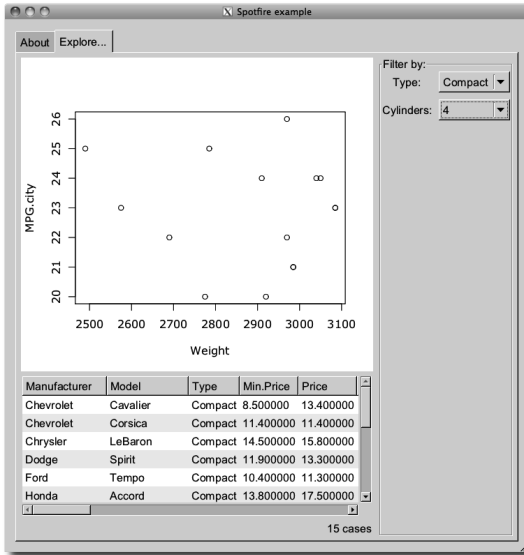 Spotfire example
About Explore...
26
25
24
23
22
21
20
MPG.city
2500 2600 2700 2800 2900 3000 3100
Weight
Filter by:
Type: Compact
Cylinders: 4
Manufacturer Model Type Min.Price Price
Chevrolet Cavalier Compact 8.500000 13.400000
Chevrolet Corsica Compact 11.400000 11.400000
Chrysler LeBaron Compact 14.500000 15.800000
Dodge Spirit Compact 11.900000 13.300000
Ford Tempo Compact 10.400000 11.300000
Honda Accord Compact 13.800000 17.500000
15 cases